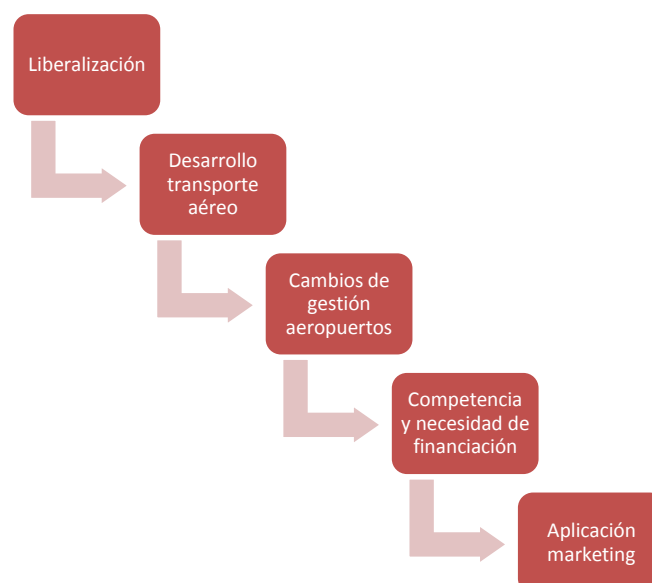 Liberalización
Desarrollo
transporte
aéreo
Cambios de
gestión
aeropuertos
Competencia
y necesidad de
financiación
Aplicación
marketing